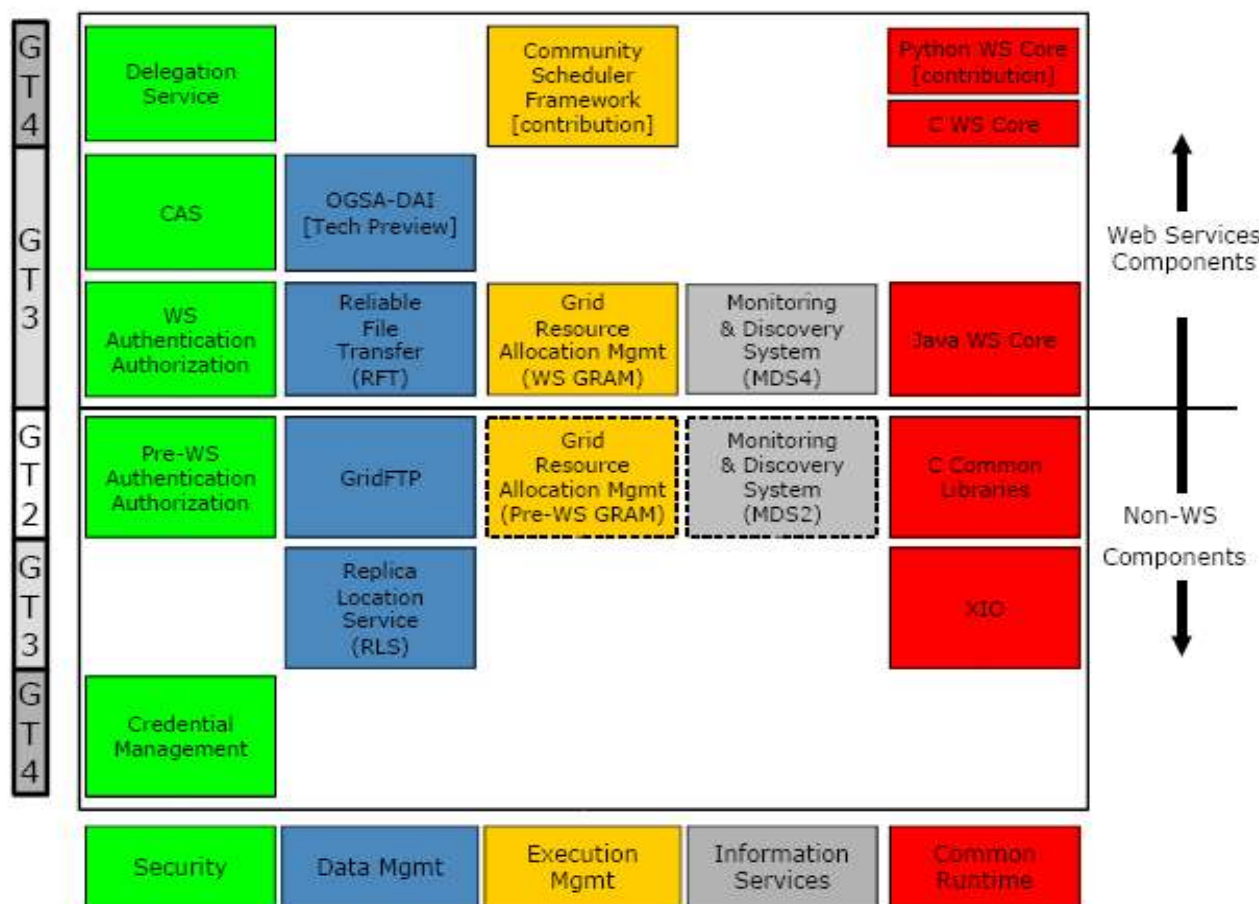 G
T
4
Delegation
Service
Community
Scheduler
Framework
[contribution]
Python WS Core
[contribution]
C WS Core
G
T
3
CAS
OGSA-DAI
[Tech Preview]
Web Services
Components
WS
Authentication
Authorization
Reliable
File
Transfer
(RFT)
Grid
Resource
Allocation Mgmt
(WS GRAM)
Monitoring
& Discovery
System
(MDS4)
Java WS Core
G
T
2
Pre-WS
Authentication
Authorization
GridFTP
Grid
Resource
Allocation Mgmt
(Pre-WS GRAM)
Monitoring
& Discovery
System
(MDS2)
C Common
Libraries
Non-WS
Components
G
T
3
Replica
Location
Service
(RLS)
XIO
G
T
4
Credential
Management
Security
Data Mgmt
Execution
Mgmt
Information
Services
Common
Runtime